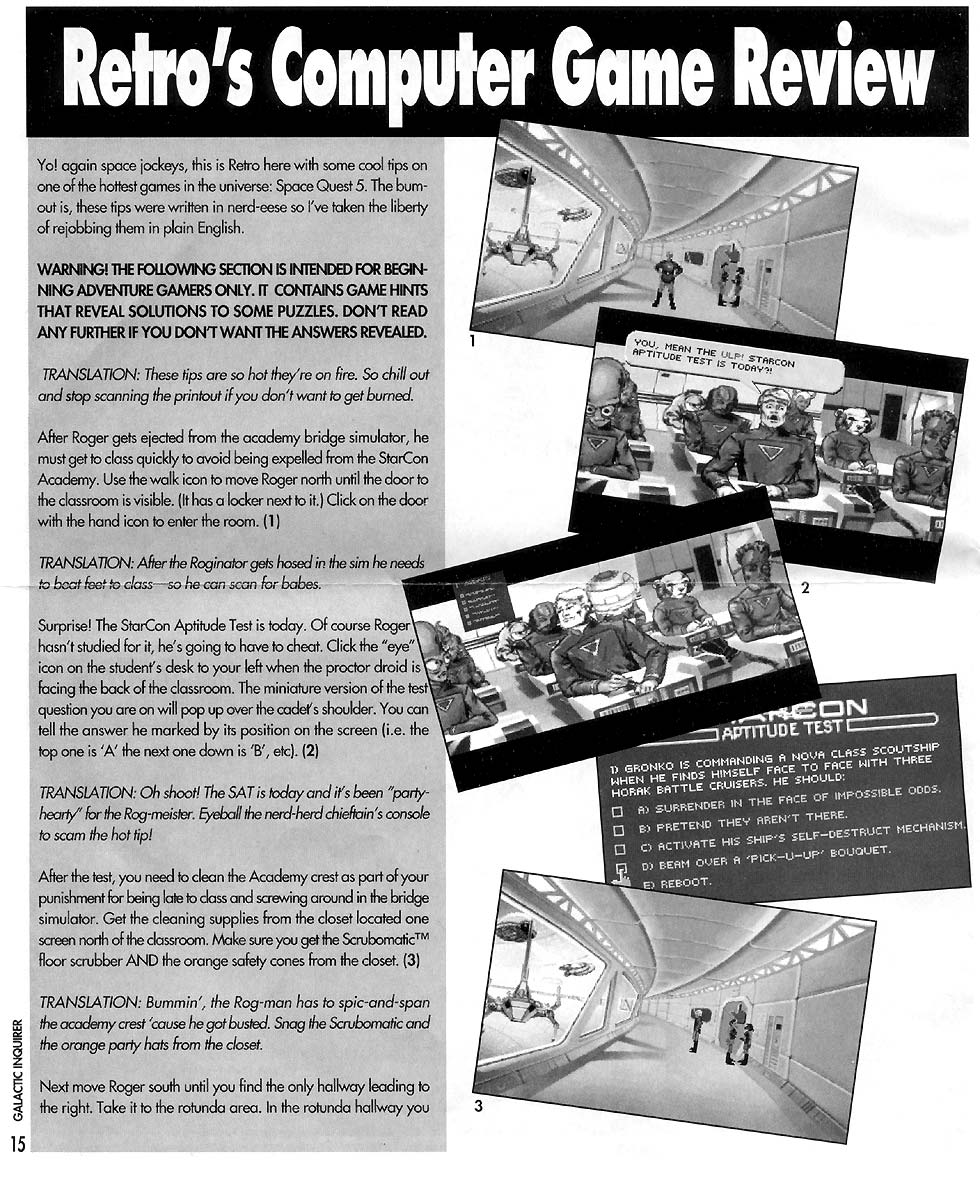 Retro's Computer Game Review
Yo! again space jockeys, this is Retro here with some cool tips on
one of the hottest games in the universe: Space Quest 5. The bum-
out is, these tips were written in nerd-eese so I've taken the liberty
of rejobbing them in plain English.
WARNING! THE FOLLOWING SECTION IS INTENDED FOR BEGIN-
NING ADVENTURE GAMERS ONLY. IT CONTAINS GAME HINTS
THAT REVEAL SOLUTIONS TO SOME PUZZLES. DON'T READ
ANY FURTHER IF YOU DON'T WANT THE ANSWERS REVEALED.
TRANSLATION: These tips are so hot they're on fire. So chill out
and stop scanning the printout if you don't want to get burned.
After Roger gets ejected from the academy bridge simulator, he
must get to class quickly to avoid being expelled from the StarCon
Academy. Use the walk icon to move Roger north until the door to
the classroom is visible. (It has a locker next to it.) Click on the door
with the hand icon to enter the room. (1)
TRANSLATION: After the Roginator gets hosed in the sim he needs
to beat feet to class—so he can scan for babes.
Surprise! The StarCon Aptitude Test is today. Of course Roger
hasn't studied for it, he's going to have to cheat. Click the "eye"
icon on the student's desk to your left when the proctor droid is
facing the back of the classroom. The miniature version of the test
question you are on will pop up over the cadet's shoulder. You can
tell the answer he marked by its position on the screen (i.e. the
top one is 'A' the next one down is 'B', etc). (2)
TRANSLATION: Oh shoot! The SAT is today and it's been "party-
hearty" for the Rog-meister. Eyeball the nerd-herd chieftain's console
to scam the hot tip!
After the test, you need to clean the Academy crest as part of your
punishment for being late to class and screwing around in the bridge
simulator. Get the cleaning supplies from the closet located one
screen north of the classroom. Make sure you get the Scrubomatic™
floor scrubber AND the orange safety cones from the closet. (3)
TRANSLATION: Bummin', the Rog-man has to spic-and-span
the academy crest 'cause he got busted. Snag the Scrubomatic and
the orange party hats from the closet.
Next move Roger south until you find the only hallway leading to
the right. Take it to the rotunda area. In the rotunda hallway you
GALACTIC INQUIRER
15
1
YOU, MEAN THE ULP! STARCON
APTITUDE TEST IS TODAY?!
2
STARCON
APTITUDE TEST
1) GRONKO IS COMMANDING A NOVA CLASS SCOUTSHIP
WHEN HE FINDS HIMSELF FACE TO FACE WITH THREE
HORAK BATTLE CRUISERS. HE SHOULD:
A) SURRENDER IN THE FACE OF IMPOSSIBLE ODDS.
B) PRETEND THEY AREN'T THERE.
C) ACTIVATE HIS SHIP'S SELF-DESTRUCT MECHANISM.
D) BEAM OVER A 'PICK-U-UP' BOUQUET.
E) REBOOT.
3